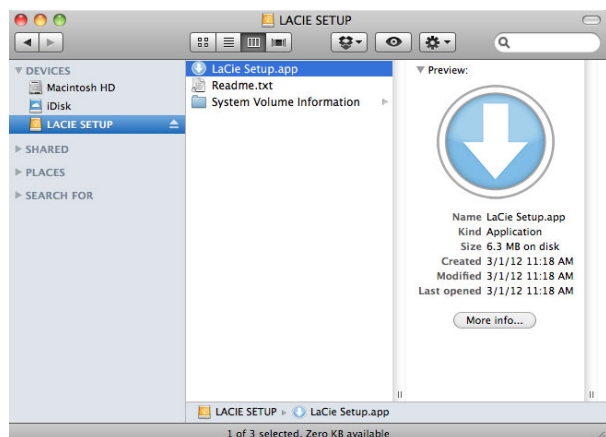 LACIE SETUP
DEVICES
Macintosh HD
iDisk
LACIE SETUP
SHARED
PLACES
SEARCH FOR
LaCie Setup.app
Readme.txt
System Volume Information
Preview:
Name LaCie Setup.app
Kind Application
Size 6.3 MB on disk
Created 3/1/12 11:18 AM
Modified 3/1/12 11:18 AM
Last opened 3/1/12 11:18 AM
More info...
LACIE SETUP ▸ LaCie Setup.app
1 of 3 selected, Zero KB available